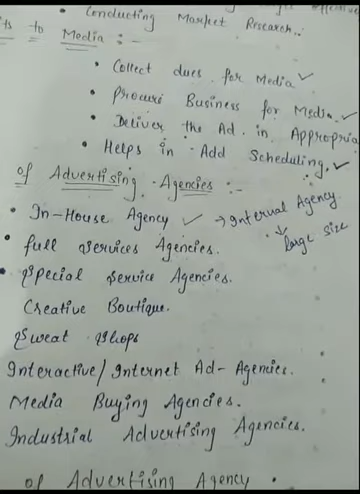 • Conducting Market Research.
to Media :-
• Collect dues for Media ✓
• Procure Business for Media. ✓
• Deliver the Ad. in Appropria
• Helps in Add Scheduling. ✓
of Advertising Agencies :-
• In-House Agency ✓ → Internal Agency
• full Services Agencies. ↓ large size
• Special Service Agencies.
Creative Boutique.
Sweat Shops
Interactive/Internet Ad-Agencies.
Media Buying Agencies.
Industrial Advertising Agencies.
of Advertising Agency